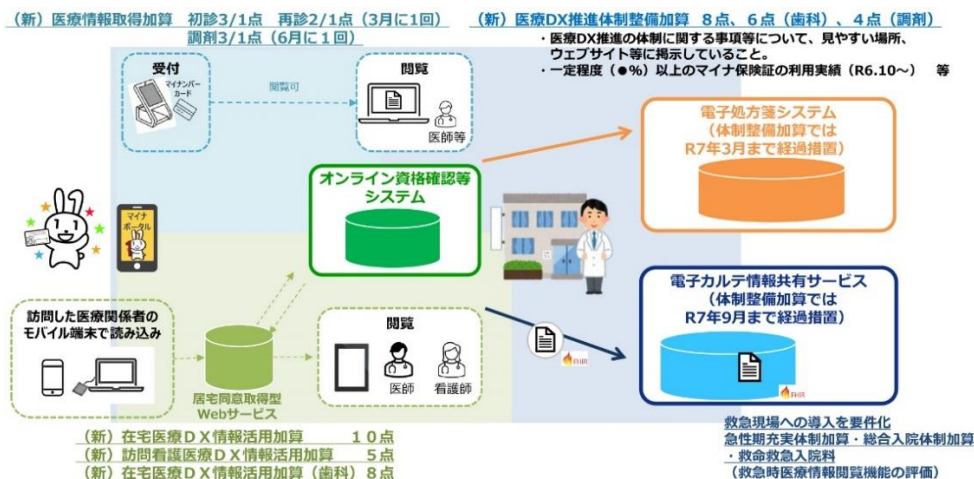 （新）医療情報取得加算 初診3/1点 再診2/1点（3月に1回）
調剤3/1点（6月に１回）
（新）医療DX推進体制整備加算 ８点、６点（歯科）、４点（調剤）
・医療DX推進の体制に関する事項等について、見やすい場所、
ウェブサイト等に掲示していること。
・一定程度（●％）以上のマイナ保険証の利用実績（R6.10～） 等
受付
マイナンバー
カード
閲覧可
閲覧
医師等
オンライン資格確認等
システム
電子処方箋システム
（体制整備加算では
R7年3月まで経過措置）
マイナ
ポータル
訪問した医療関係者の
モバイル端末で読み込み
居宅同意取得型
Webサービス
閲覧
医師
看護師
FHIR
電子カルテ情報共有サービス
（体制整備加算では
R7年9月まで経過措置）
FHIR
（新）在宅医療ＤＸ情報活用加算 １０点
（新）訪問看護医療ＤＸ情報活用加算 ５点
（新）在宅医療ＤＸ情報活用加算（歯科）８点
救急現場への導入を要件化
急性期充実体制加算・総合入院体制加算
・救命救急入院料
（救急時医療情報閲覧機能の評価）